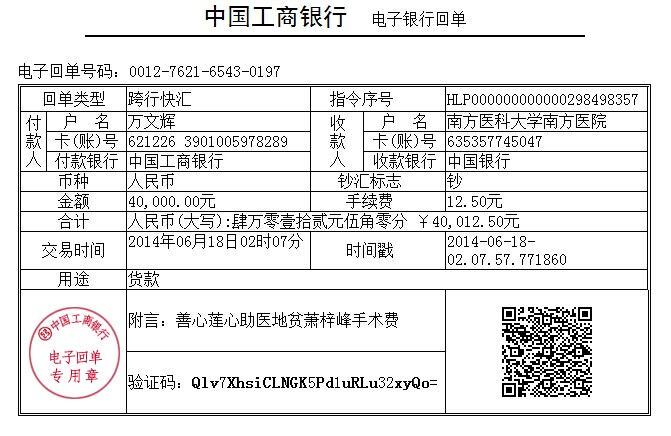 中国工商银行 电子银行回单
电子回单号码：0012-7621-6543-0197
回单类型 跨行快汇 指令序号 HLP000000000000298498357
付款人 户 名 万文辉 收款人 户 名 南方医科大学南方医院
卡(账)号 621226 3901005978289 卡(账)号 635357745047
付款银行 中国工商银行 收款银行 中国银行
币种 人民币 钞汇标志 钞
金额 40,000.00元 手续费 12.50元
合计 人民币(大写):肆万零壹拾贰元伍角零分 ￥40,012.50元
交易时间 2014年06月18日02时07分 时间戳 2014-06-18-
02.07.57.771860
用途 货款
附言：善心莲心助医地贫萧梓峰手术费
验证码：Qlv7XhsiCLNGK5Pd1uRLu32xyQo=
中国工商银行
电子回单
专用章